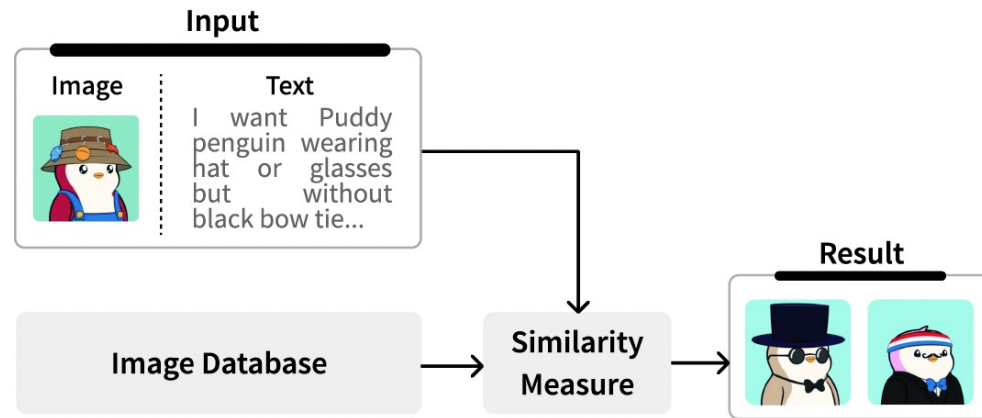 Input
Image
Text
I want Puddy
penguin wearing
hat or glasses
but without
black bow tie...
Result
Image Database
Similarity
Measure